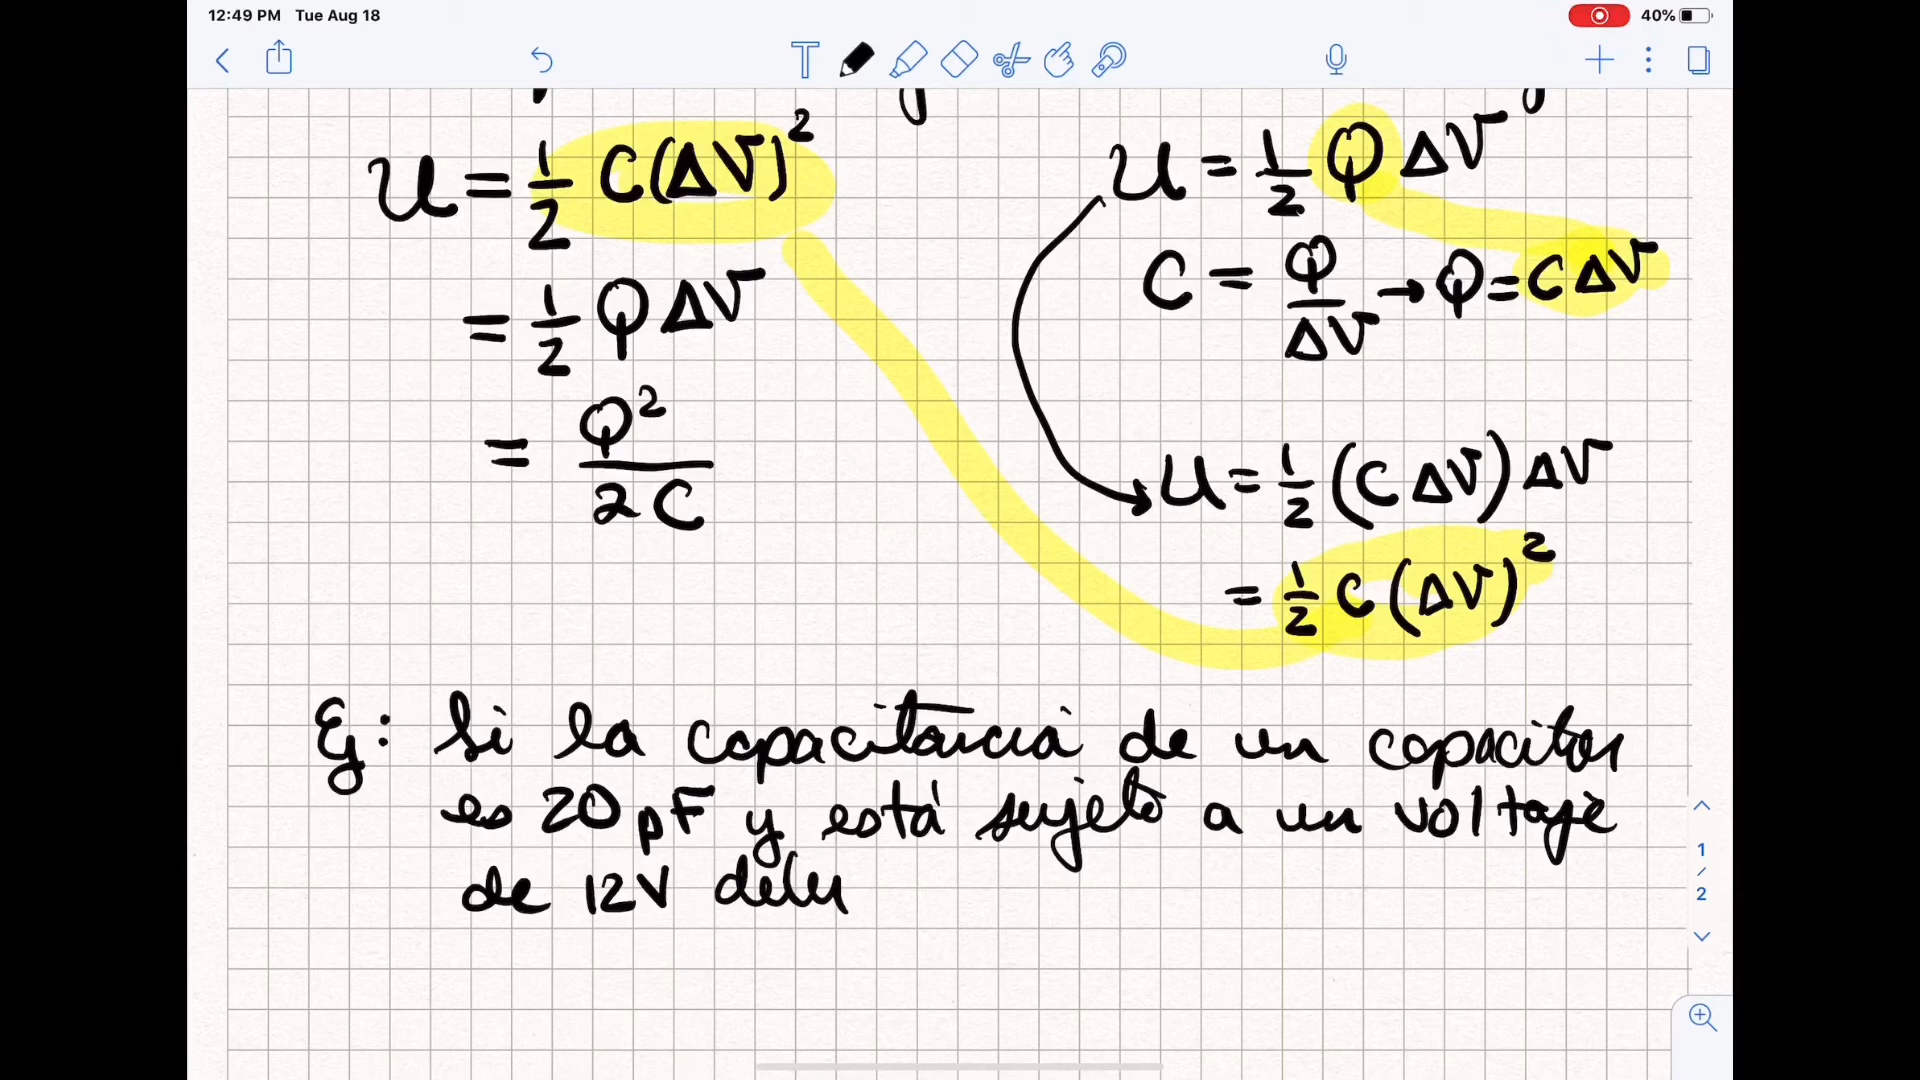 12:49 PM Tue Aug 18
40%
U = 1/2 C(ΔV)²
= 1/2 Q ΔV
= Q²/2C
U = 1/2 Q ΔV
C = Q/ΔV → Q = CΔV
U = 1/2 (C ΔV) ΔV
= 1/2 C (ΔV)²
Ej: Si la capacitancia de un capacitor
es 20 pF y está sujeto a un voltaje
de 12V
1
/
2